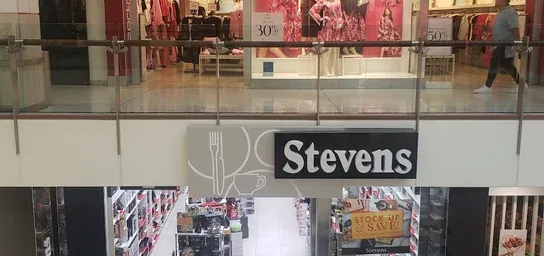 30%
50%
Stevens
STOCK UP
& SAVE!
Stevens